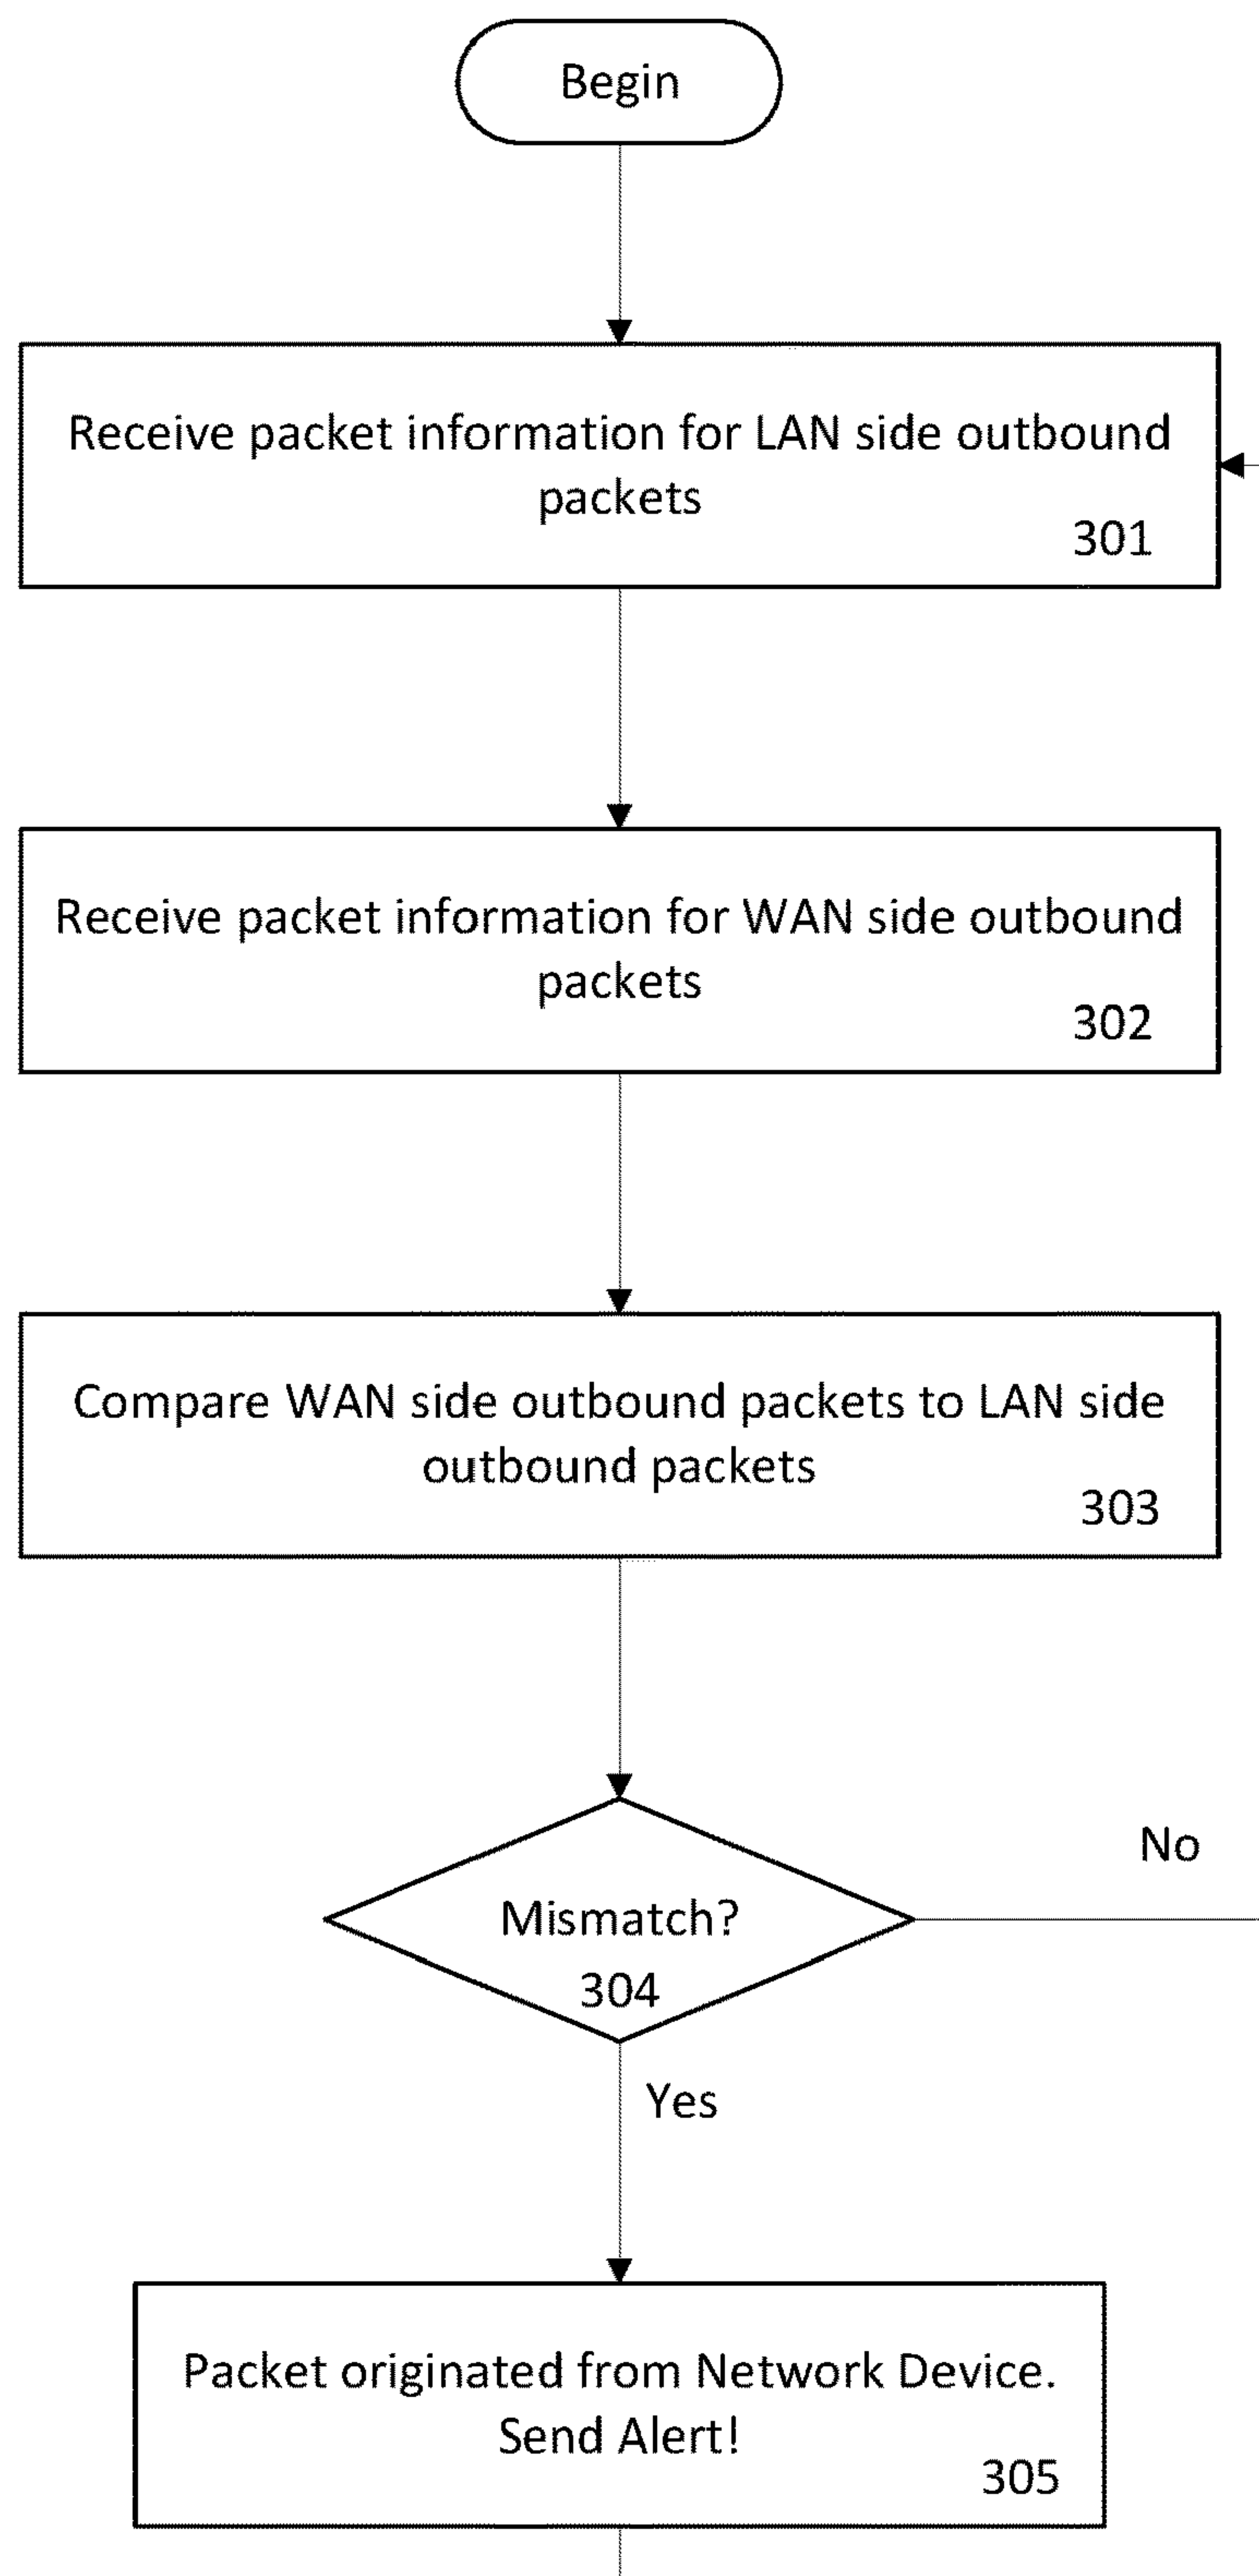 Begin
Receive packet information for LAN side outbound
packets
301
Receive packet information for WAN side outbound
packets
302
Compare WAN side outbound packets to LAN side
outbound packets
303
No
Mismatch?
304
Yes
Packet originated from Network Device.
Send Alert!
305